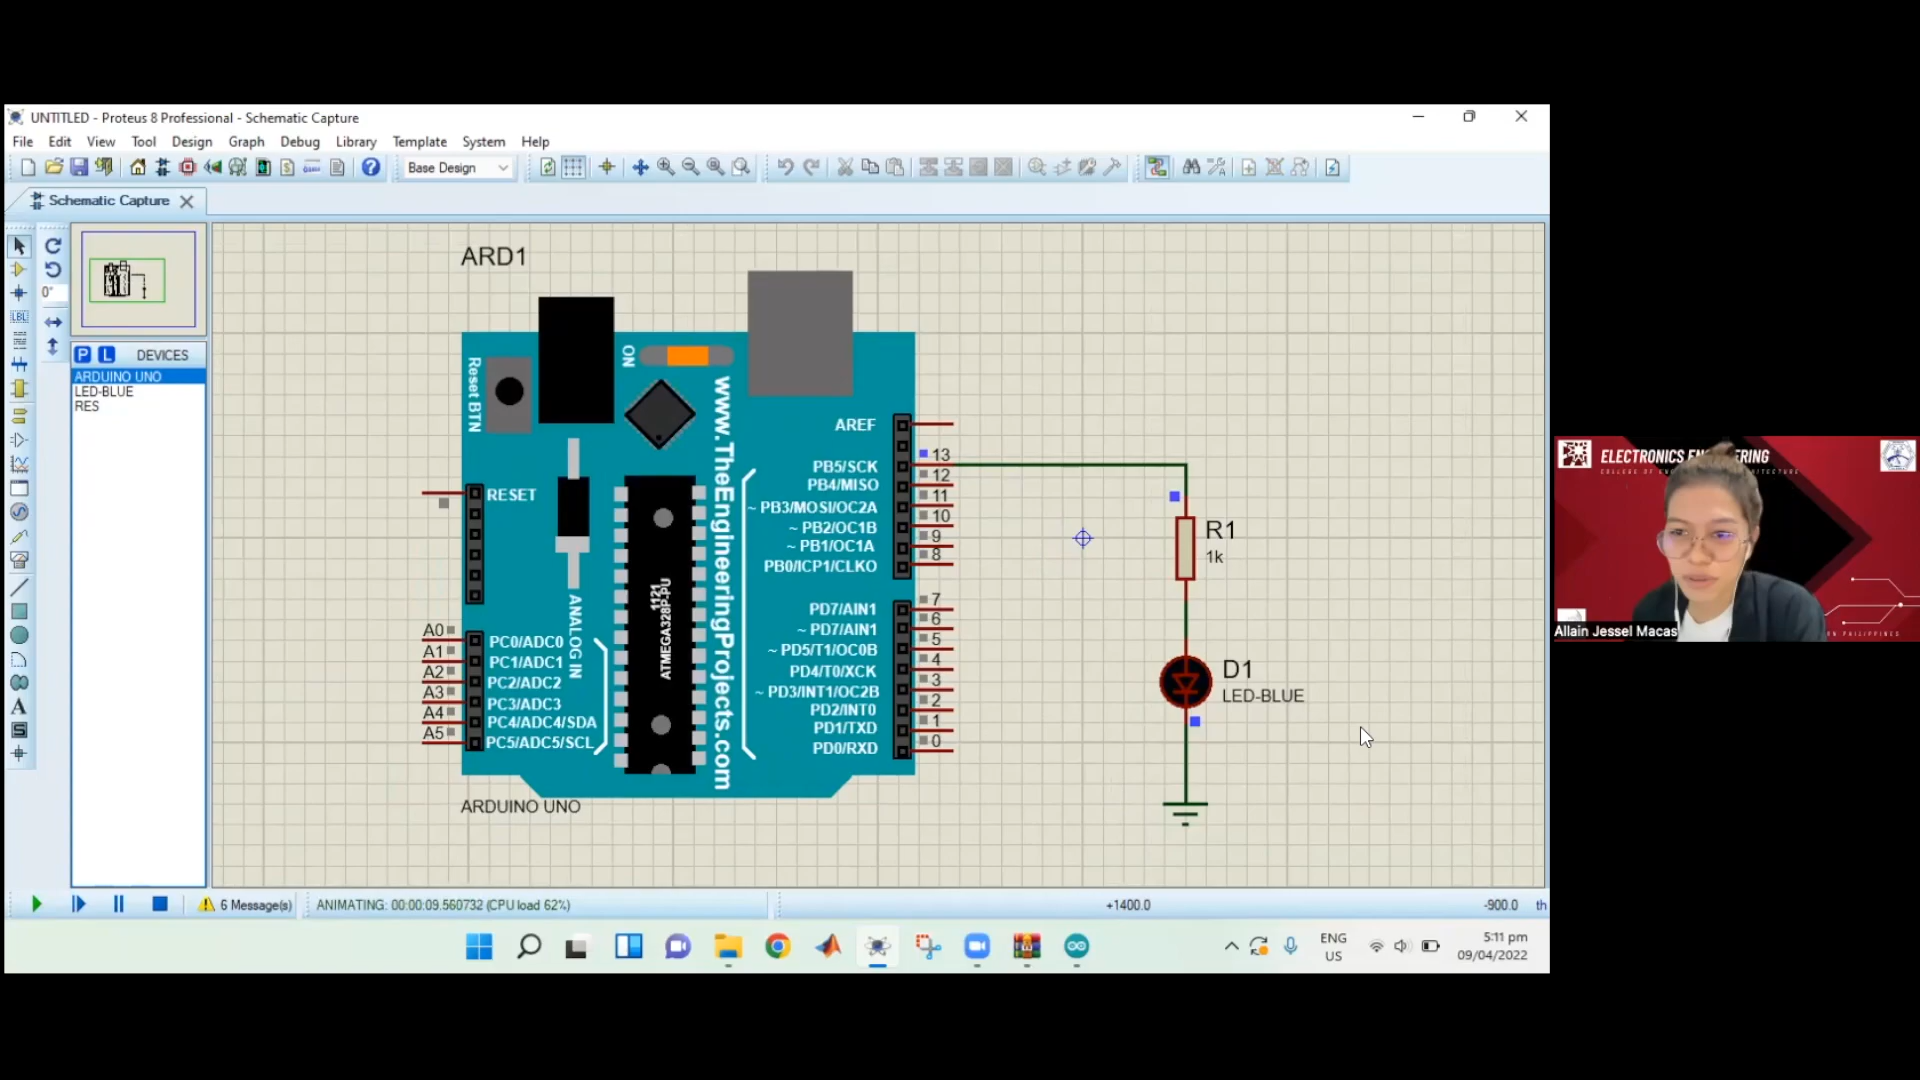 UNTITLED - Proteus 8 Professional - Schematic Capture
File Edit View Tool Design Graph Debug Library Template System Help
Base Design
Schematic Capture
0°
LBL
P L DEVICES
ARDUINO UNO
LED-BLUE
RES
A
S
ARD1
Reset BTN
ON
www.TheEngineeringProjects.com
AREF
RESET
PB5/SCK
PB4/MISO
~ PB3/MOSI/OC2A
~ PB2/OC1B
~ PB1/OC1A
PB0/ICP1/CLKO
13
12
11
10
9
8
PD7/AIN1
~ PD7/AIN1
~ PD5/T1/OC0B
PD4/T0/XCK
~ PD3/INT1/OC2B
PD2/INT0
PD1/TXD
PD0/RXD
7
6
5
4
3
2
1
0
A0
A1
A2
A3
A4
A5
PC0/ADC0
PC1/ADC1
PC2/ADC2
PC3/ADC3
PC4/ADC4/SDA
PC5/ADC5/SCL
ANALOG IN
ATMEGA328P-PU
1121
ARDUINO UNO
R1
1k
D1
LED-BLUE
6 Message(s)
ANIMATING: 00:00:09.560732 (CPU load 62%)
+1400.0
-900.0
th
ENG
US
5:11 pm
09/04/2022
ELECTRONICS ENGINEERING
Allain Jessel Macas